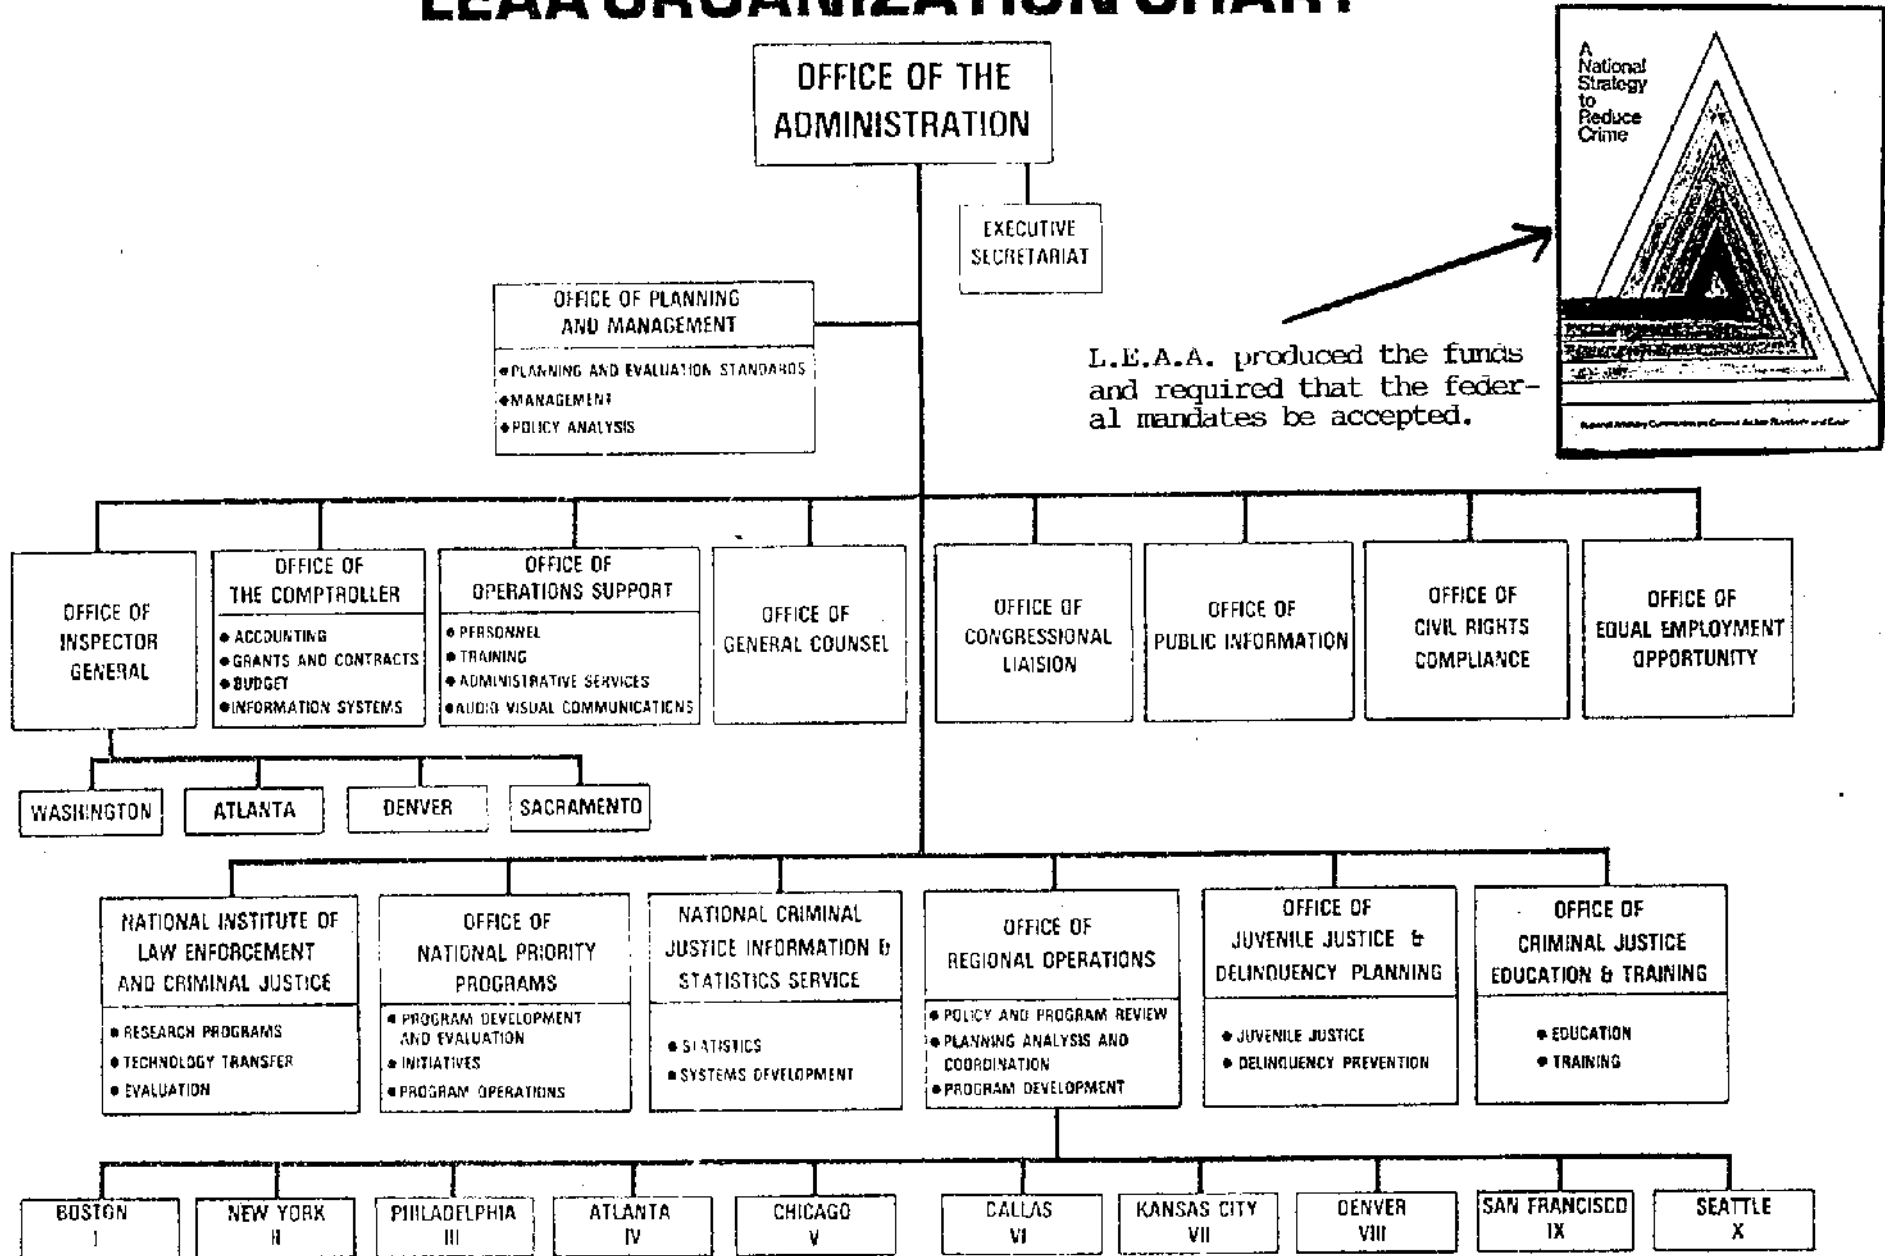 LEAA ORGANIZATION CHART
OFFICE OF THE
ADMINISTRATION
A
National
Strategy
to
Reduce
Crime
EXECUTIVE
SECRETARIAT
OFFICE OF PLANNING
AND MANAGEMENT
• PLANNING AND EVALUATION STANDARDS
• MANAGEMENT
• POLICY ANALYSIS
L.E.A.A. produced the funds
and required that the feder-
al mandates be accepted.
OFFICE OF
INSPECTOR
GENERAL
OFFICE OF
THE COMPTROLLER
• ACCOUNTING
• GRANTS AND CONTRACTS
• BUDGET
• INFORMATION SYSTEMS
OFFICE OF
OPERATIONS SUPPORT
• PERSONNEL
• TRAINING
• ADMINISTRATIVE SERVICES
• AUDIO VISUAL COMMUNICATIONS
OFFICE OF
GENERAL COUNSEL
OFFICE OF
CONGRESSIONAL
LIAISION
OFFICE OF
PUBLIC INFORMATION
OFFICE OF
CIVIL RIGHTS
COMPLIANCE
OFFICE OF
EQUAL EMPLOYMENT
OPPORTUNITY
WASHINGTON
ATLANTA
DENVER
SACRAMENTO
NATIONAL INSTITUTE OF
LAW ENFORCEMENT
AND CRIMINAL JUSTICE
• RESEARCH PROGRAMS
• TECHNOLOGY TRANSFER
• EVALUATION
OFFICE OF
NATIONAL PRIORITY
PROGRAMS
• PROGRAM DEVELOPMENT
AND EVALUATION
• INITIATIVES
• PROGRAM OPERATIONS
NATIONAL CRIMINAL
JUSTICE INFORMATION &
STATISTICS SERVICE
• STATISTICS
• SYSTEMS DEVELOPMENT
OFFICE OF
REGIONAL OPERATIONS
• POLICY AND PROGRAM REVIEW
• PLANNING ANALYSIS AND
COORDINATION
• PROGRAM DEVELOPMENT
OFFICE OF
JUVENILE JUSTICE &
DELINQUENCY PLANNING
• JUVENILE JUSTICE
• DELINQUENCY PREVENTION
OFFICE OF
CRIMINAL JUSTICE
EDUCATION & TRAINING
• EDUCATION
• TRAINING
BOSTON
I
NEW YORK
II
PHILADELPHIA
III
ATLANTA
IV
CHICAGO
V
DALLAS
VI
KANSAS CITY
VII
DENVER
VIII
SAN FRANCISCO
IX
SEATTLE
X